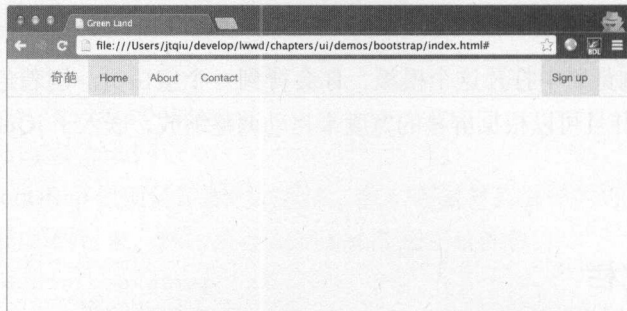 Green Land
file:///Users/jtqiu/develop/lwwd/chapters/ui/demos/bootstrap/index.html#
奇葩 Home About Contact Sign up